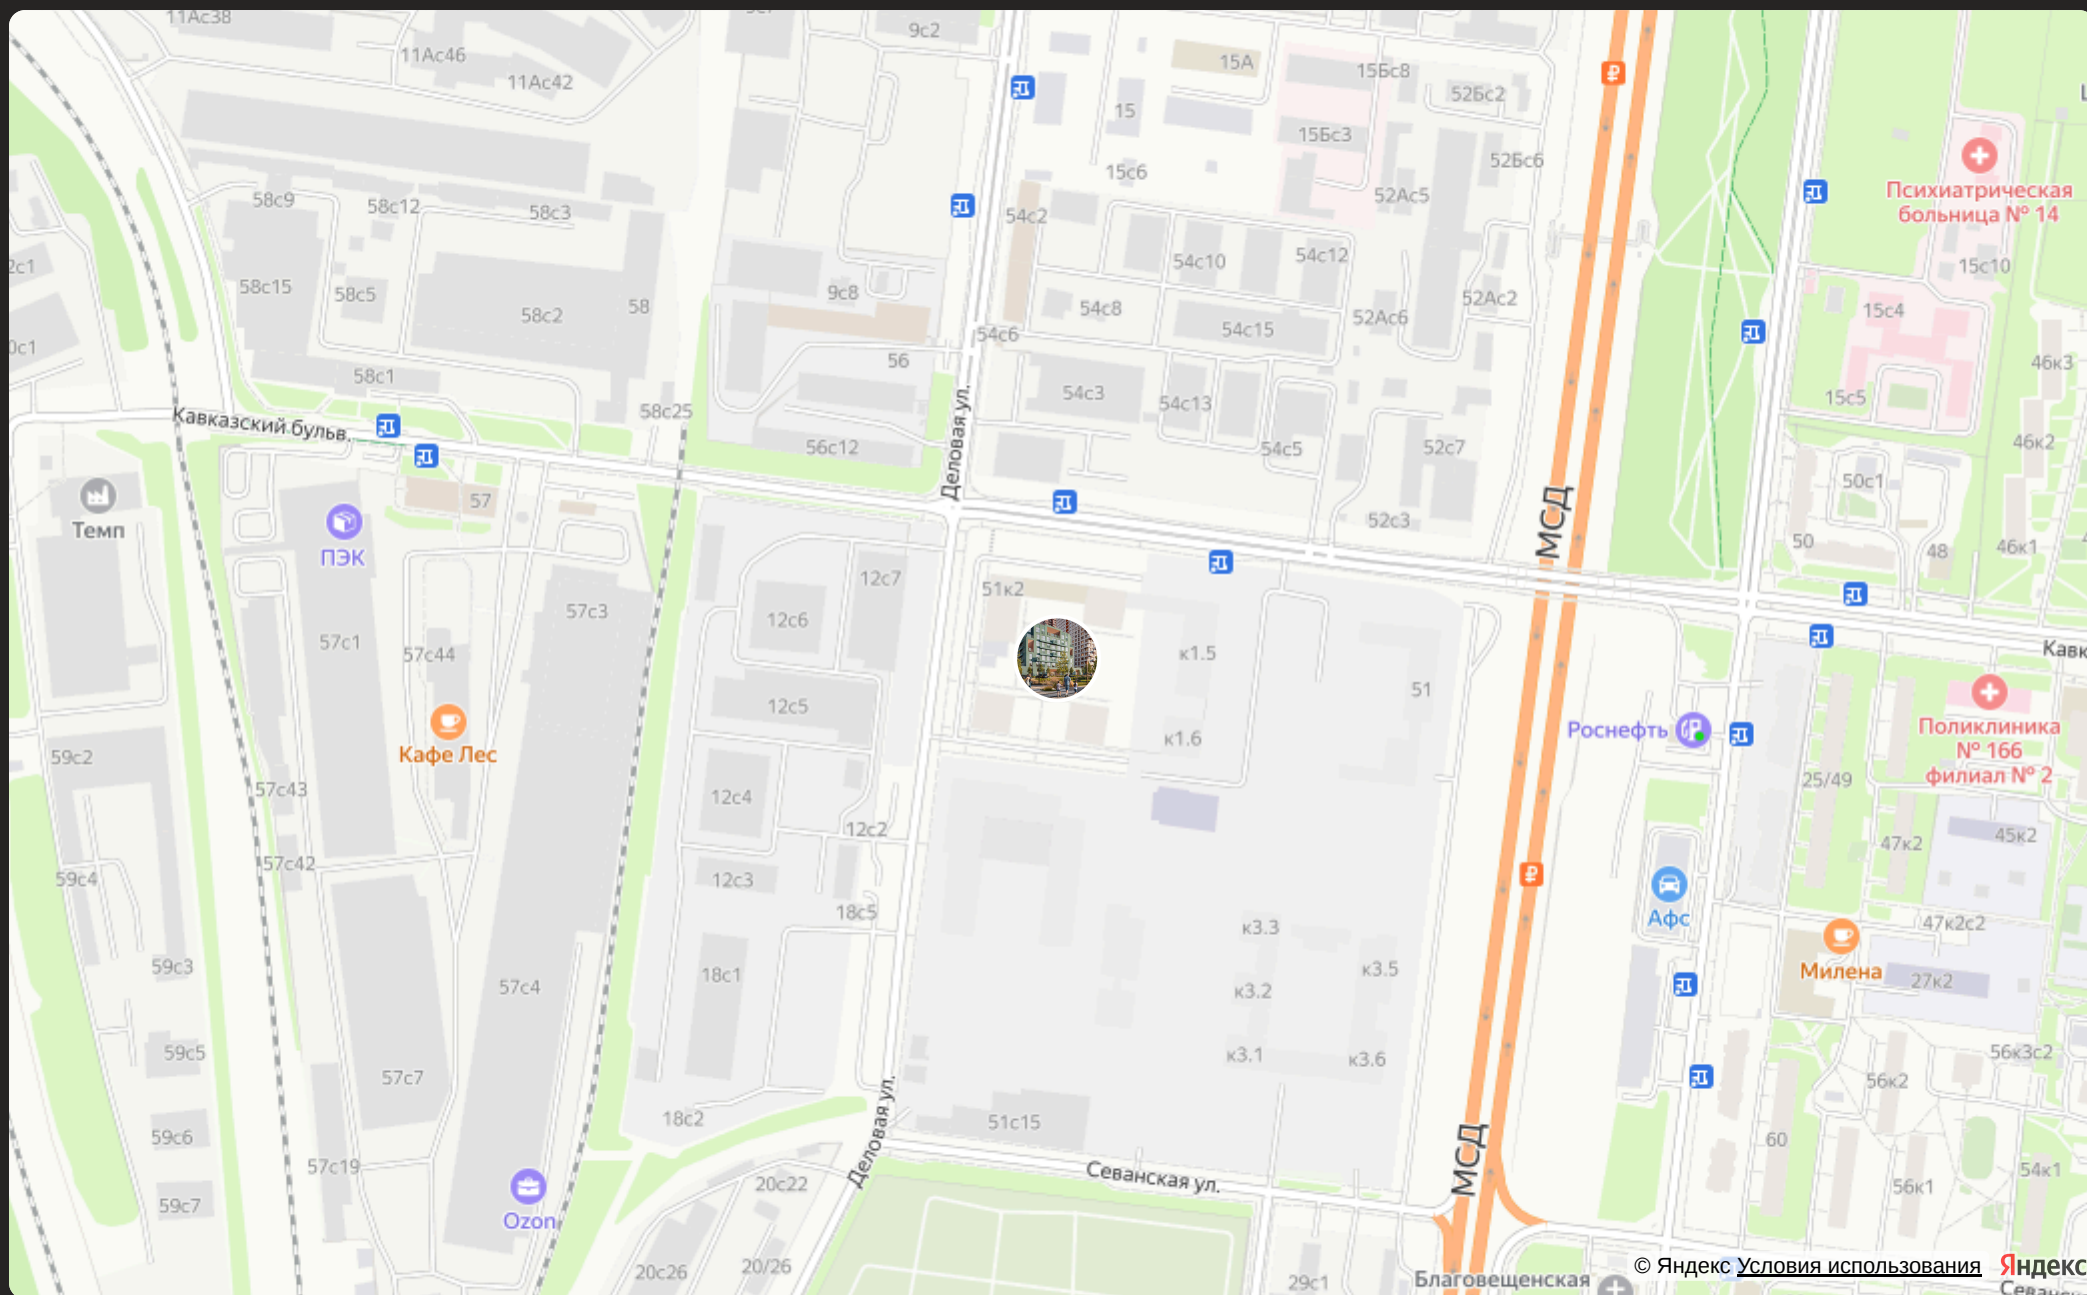 11Ас38
9с2
11Ас46
11Ас42
15А
15Бс8
52Бс2
15
15Бс3
52Бс6
Психиатрическая
больница № 14
15с6
58с9
58с12
58с3
54с2
52Ас5
2с1
58с15
58с5
58с2
58
9с8
54с10
54с12
15с10
54с8
54с15
52Ас6
52Ас2
15с4
0с1
58с1
56
54с6
46к3
54с3
54с13
15с5
Кавказский бульв.
58с25
56с12
Деловая ул.
54с5
52с7
46к2
Темп
57
ПЭК
52с3
МСД
50с1
50
48
46к1
12с7
51к2
57с3
12с6
57с1
57с44
к1.5
51
Кавк
12с5
к1.6
Роснефть
Поликлиника
№ 166
филиал № 2
Кафе Лес
59с2
57с43
12с4
25/49
12с2
47к2
45к2
57с42
59с4
12с3
18с5
Афс
к3.3
47к2с2
59с3
57с4
18с1
к3.2
к3.5
Милена
27к2
59с5
57с7
к3.1
к3.6
56к3с2
56к2
18с2
Деловая ул.
51с15
МСД
59с6
60
57с19
Севанская ул.
54к1
59с7
20с22
56к1
Ozon
20с26
20/26
29с1
Благовещенская
© Яндекс Условия использования
Яндекс